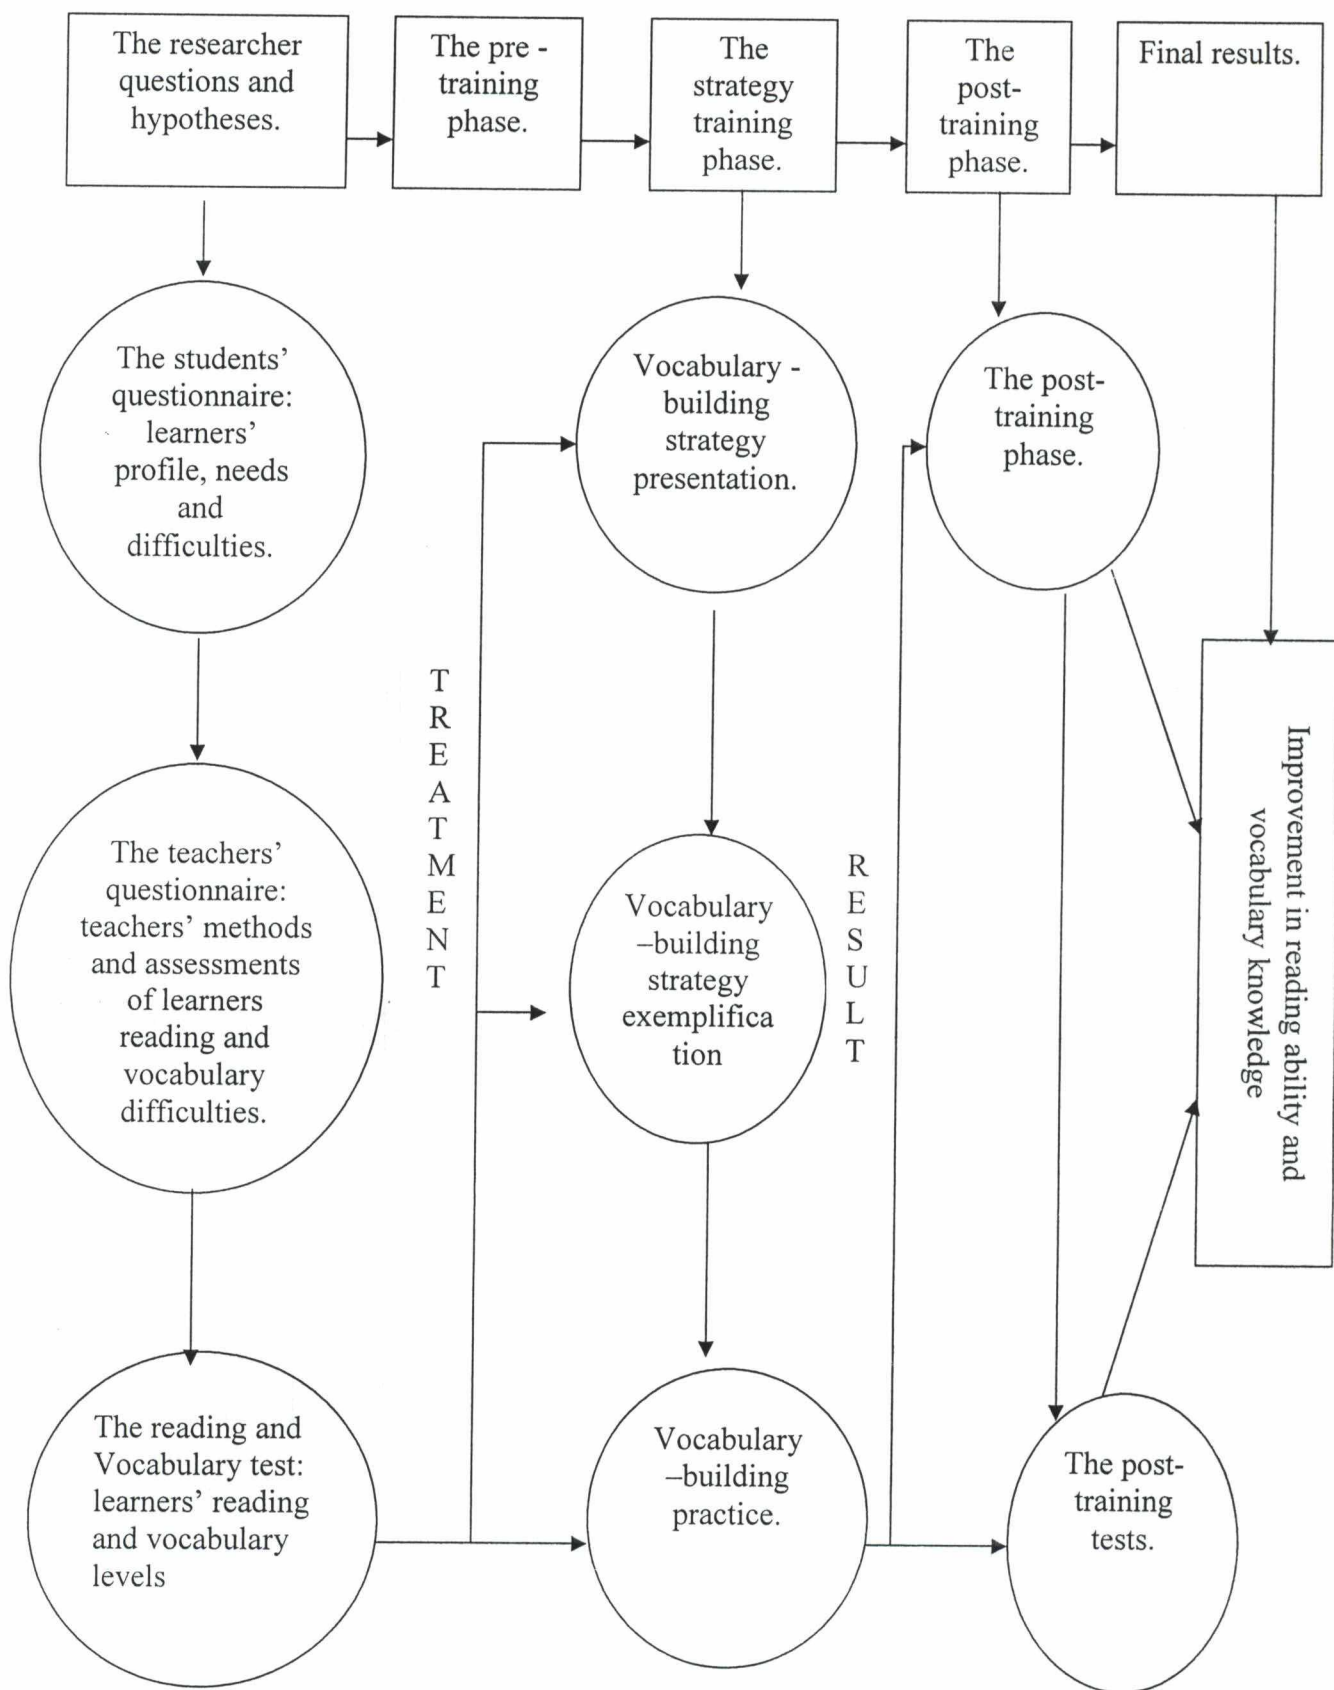 The researcher
questions and
hypotheses.
The pre -
training
phase.
The
strategy
training
phase.
The
post-
training
phase.
Final results.
The students’
questionnaire:
learners’
profile, needs
and
difficulties.
The teachers’
questionnaire:
teachers’ methods
and assessments
of learners
reading and
vocabulary
difficulties.
The reading and
Vocabulary test:
learners’ reading
and vocabulary
levels
TREATMENT
Vocabulary -
building
strategy
presentation.
Vocabulary
–building
strategy
exemplifica
tion
Vocabulary
–building
practice.
RESULT
The post-
training
phase.
The post-
training
tests.
Improvement in reading ability and
vocabulary knowledge